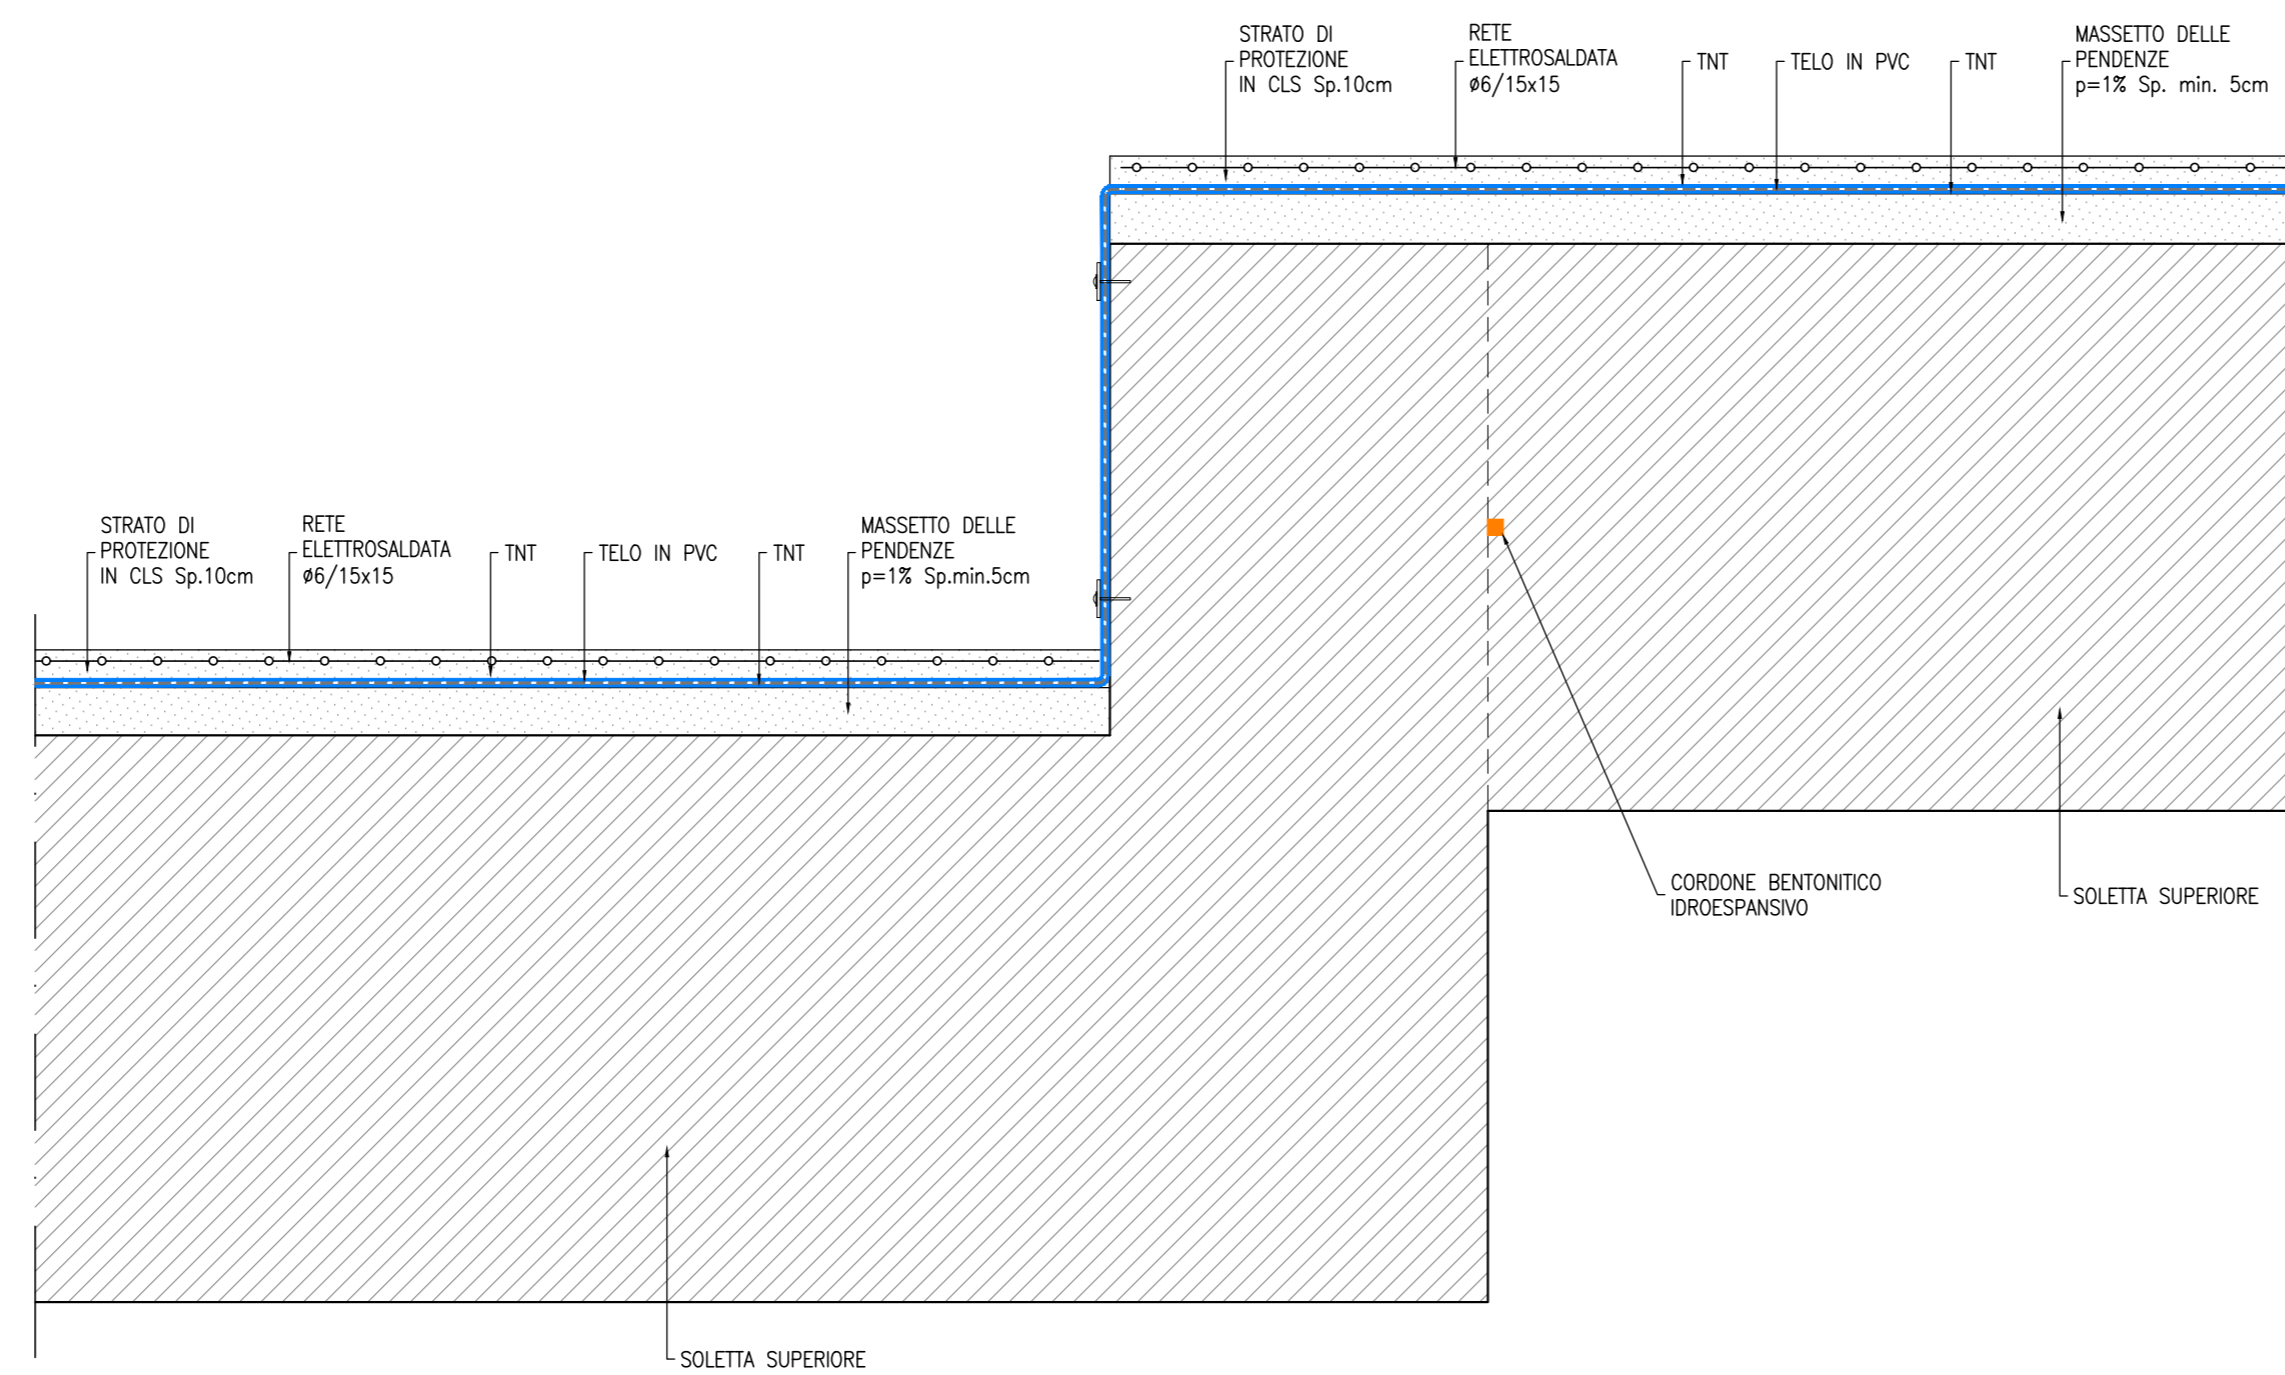 STRATO DI
PROTEZIONE
IN CLS Sp.10cm
RETE
ELETTROSALDATA
ø6/15x15
TNT
TELO IN PVC
TNT
MASSETTO DELLE
PENDENZE
p=1% Sp. min. 5cm
STRATO DI
PROTEZIONE
IN CLS Sp.10cm
RETE
ELETTROSALDATA
ø6/15x15
TNT
TELO IN PVC
TNT
MASSETTO DELLE
PENDENZE
p=1% Sp.min.5cm
CORDONE BENTONITICO
IDROESPANSIVO
SOLETTA SUPERIORE
SOLETTA SUPERIORE